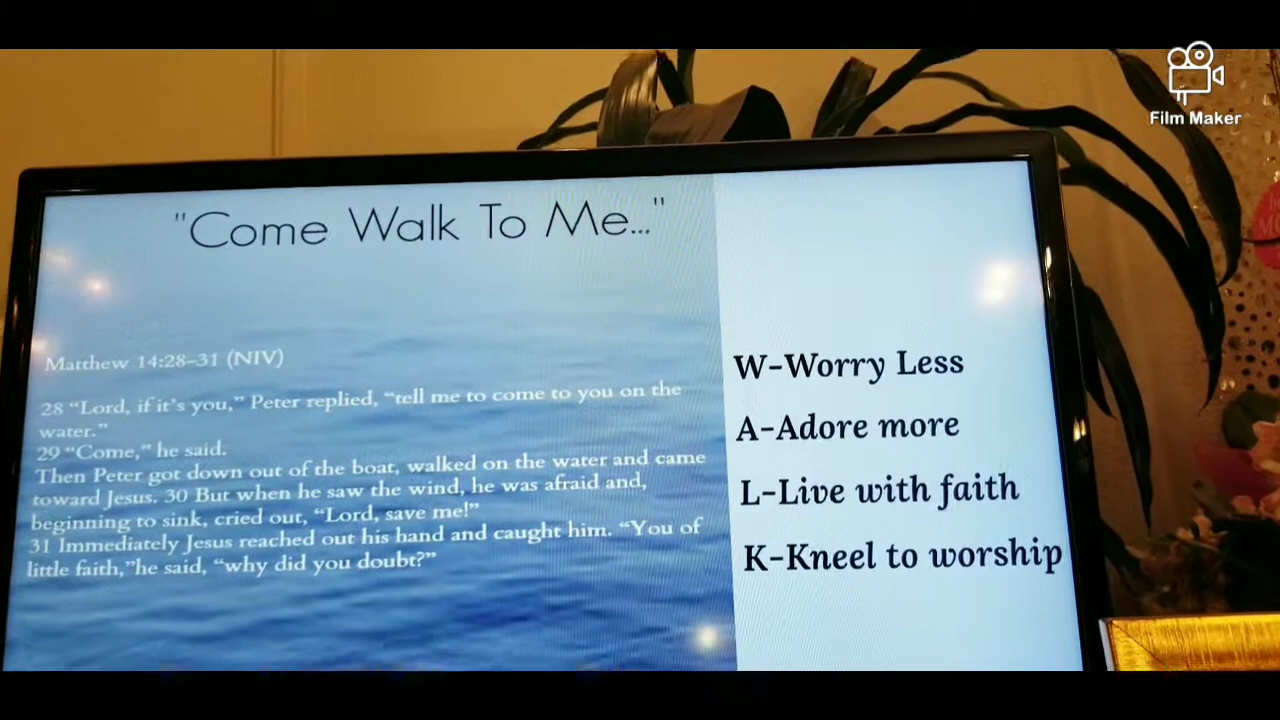 Film Maker
"Come Walk To Me..."
Matthew 14:28-31 (NIV)
28 “Lord, if it's you,” Peter replied, “tell me to come to you on the
water.”
29 “Come,” he said.
Then Peter got down out of the boat, walked on the water and came
toward Jesus. 30 But when he saw the wind, he was afraid and,
beginning to sink, cried out, “Lord, save me!”
31 Immediately Jesus reached out his hand and caught him. “You of
little faith,”he said, “why did you doubt?”
W-Worry Less
A-Adore more
L-Live with faith
K-Kneel to worship